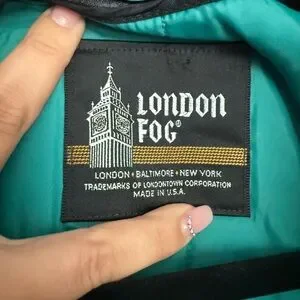 LONDON
FOG®
LONDON • BALTIMORE • NEW YORK
TRADEMARKS OF LONDONTOWN CORPORATION
MADE IN U.S.A.